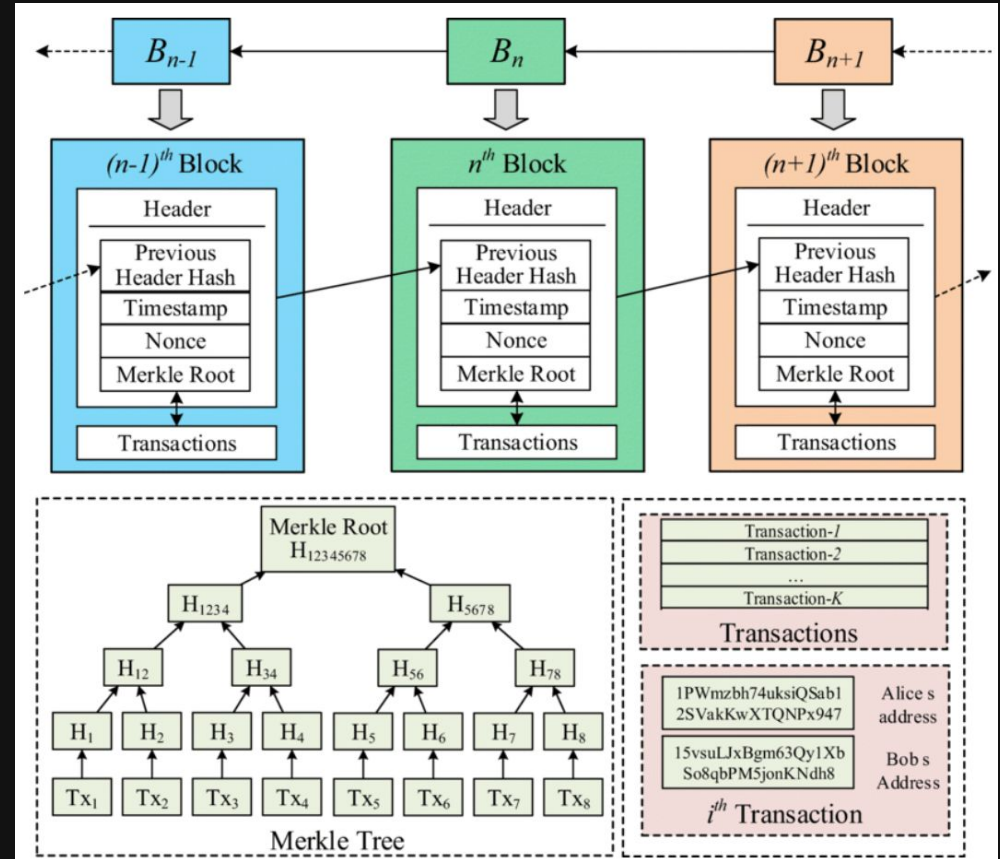 Bn-1 Bn Bn+1
(n-1)th Block
Header
Previous
Header Hash
Timestamp
Nonce
Merkle Root
Transactions
nth Block
Header
Previous
Header Hash
Timestamp
Nonce
Merkle Root
Transactions
(n+1)th Block
Header
Previous
Header Hash
Timestamp
Nonce
Merkle Root
Transactions
Merkle Root
H12345678
H1234 H5678
H12 H34 H56 H78
H1 H2 H3 H4 H5 H6 H7 H8
Tx1 Tx2 Tx3 Tx4 Tx5 Tx6 Tx7 Tx8
Merkle Tree
Transaction-1
Transaction-2
...
Transaction-K
Transactions
1PWmzbh74uksiQSab1
2SVakKwXTQNPx947
Alice s
address
15vsuLJxBgm63Qy1Xb
So8qbPM5jonKNdh8
Bob s
Address
ith Transaction